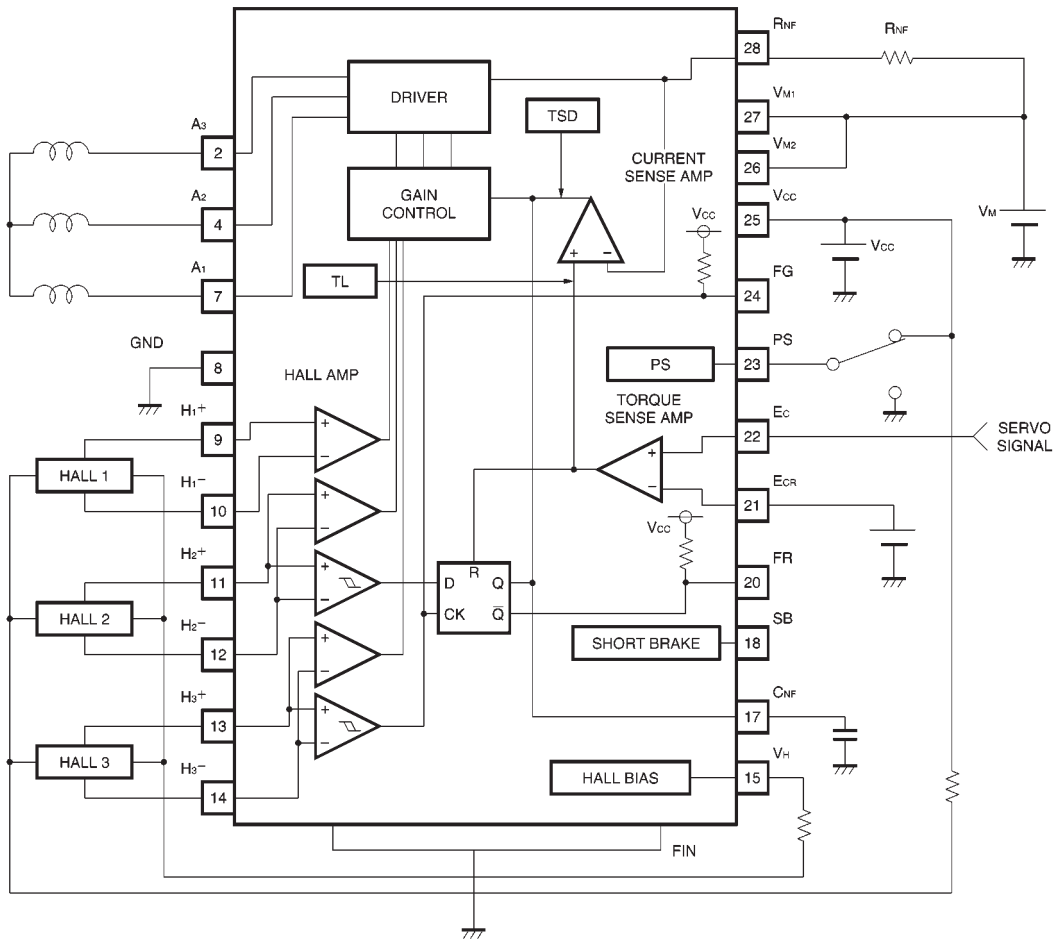 RNF
28
RNF
DRIVER
TSD
VM1
27
A3
2
CURRENT
SENSE AMP
VM2
26
GAIN
CONTROL
A2
4
VCC
VCC
25
VM
VCC
+
−
TL
A1
7
FG
24
GND
8
PS
PS
23
HALL AMP
TORQUE
SENSE AMP
EC
22
SERVO
SIGNAL
H1+
9
+
−
+
−
HALL 1
H1−
10
ECR
21
+
−
VCC
H2+
11
+
−
R
D
Q
CK
Q̅
FR
20
HALL 2
H2−
12
+
−
SHORT BRAKE
SB
18
H3+
13
+
−
CNF
17
HALL 3
H3−
14
HALL BIAS
VH
15
FIN